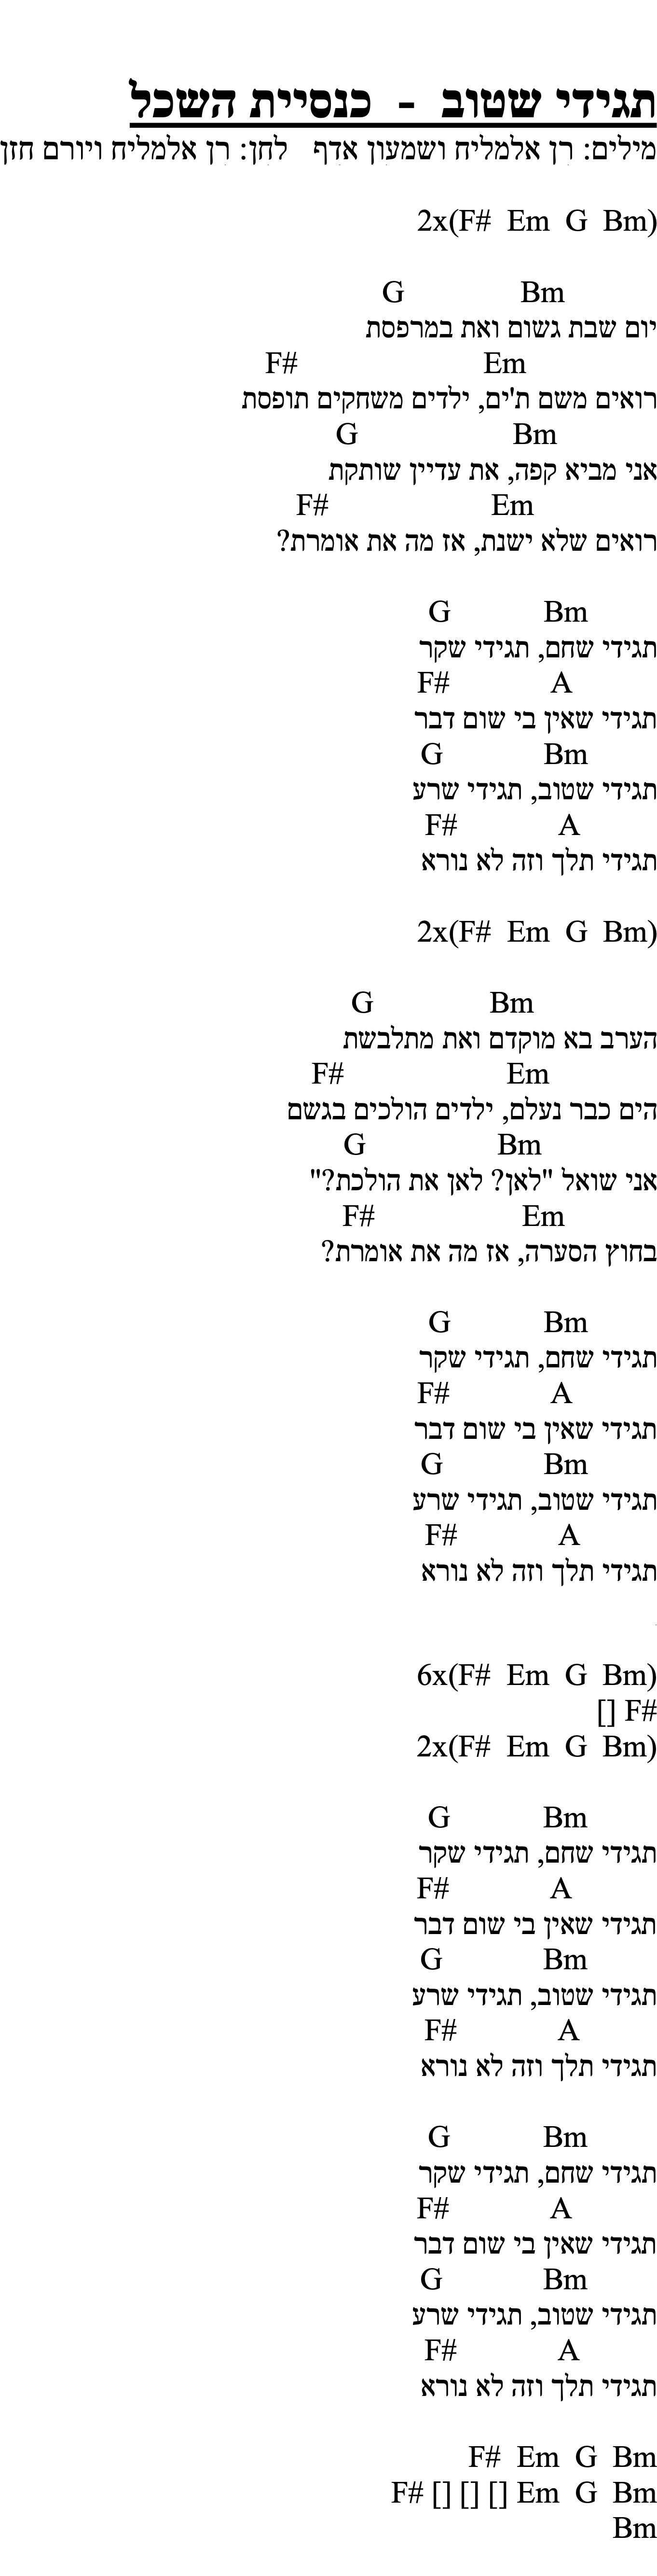 תגידי שטוב - כנסיית השכל
מילים: רן אלמליח ושמעון אדף לחן: רן אלמליח ויורם חזן
2x(F# Em G Bm)
G Bm
יום שבת גשום ואת במרפסת
F# Em
רואים משם ת'ים, ילדים משחקים תופסת
G Bm
אני מביא קפה, את עדיין שותקת
F# Em
רואים שלא ישנת, אז מה את אומרת?
G Bm
תגידי שחם, תגידי שקר
F# A
תגידי שאין בי שום דבר
G Bm
תגידי שטוב, תגידי שרע
F# A
תגידי תלך וזה לא נורא
2x(F# Em G Bm)
G Bm
הערב בא מוקדם ואת מתלבשת
F# Em
הים כבר נעלם, ילדים הולכים בגשם
G Bm
אני שואל "לאן? לאן את הולכת?"
F# Em
בחוץ הסערה, אז מה את אומרת?
G Bm
תגידי שחם, תגידי שקר
F# A
תגידי שאין בי שום דבר
G Bm
תגידי שטוב, תגידי שרע
F# A
תגידי תלך וזה לא נורא
6x(F# Em G Bm)
[] F#
2x(F# Em G Bm)
G Bm
תגידי שחם, תגידי שקר
F# A
תגידי שאין בי שום דבר
G Bm
תגידי שטוב, תגידי שרע
F# A
תגידי תלך וזה לא נורא
G Bm
תגידי שחם, תגידי שקר
F# A
תגידי שאין בי שום דבר
G Bm
תגידי שטוב, תגידי שרע
F# A
תגידי תלך וזה לא נורא
F# Em G Bm
F# [] [] [] Em G Bm
Bm